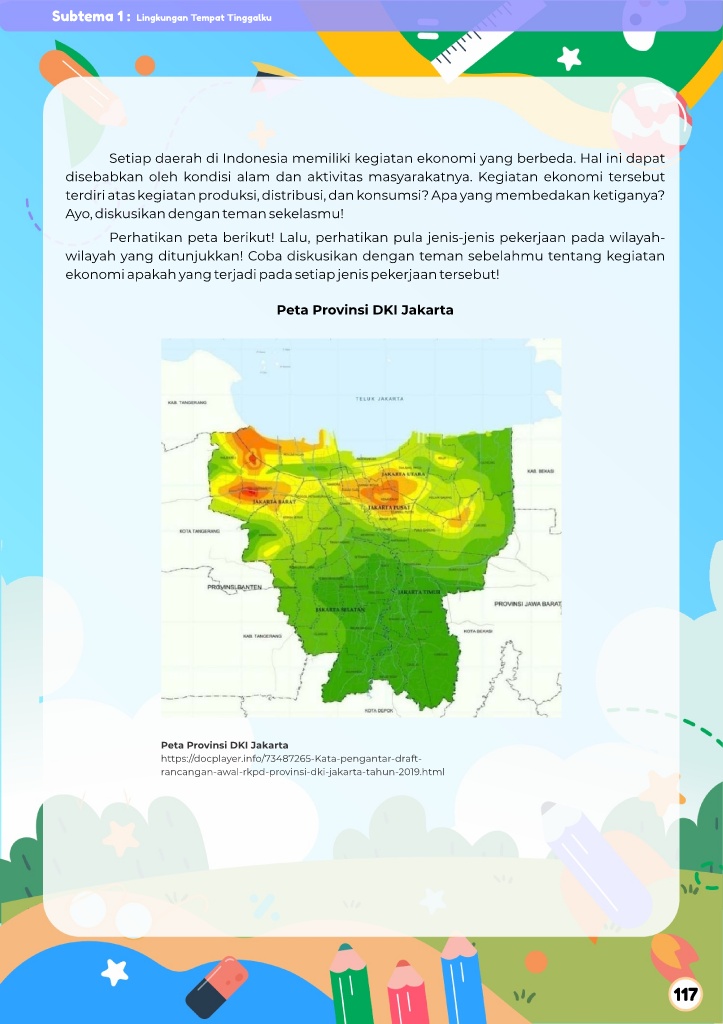 Subtema 1 : Lingkungan Tempat Tinggalku
Setiap daerah di Indonesia memiliki kegiatan ekonomi yang berbeda. Hal ini dapat
disebabkan oleh kondisi alam dan aktivitas masyarakatnya. Kegiatan ekonomi tersebut
terdiri atas kegiatan produksi, distribusi, dan konsumsi? Apa yang membedakan ketiganya?
Ayo, diskusikan dengan teman sekelasmu!
Perhatikan peta berikut! Lalu, perhatikan pula jenis-jenis pekerjaan pada wilayah-
wilayah yang ditunjukkan! Coba diskusikan dengan teman sebelahmu tentang kegiatan
ekonomi apakah yang terjadi pada setiap jenis pekerjaan tersebut!
Peta Provinsi DKI Jakarta
TELUK JAKARTA
KAB. TANGERANG
KAB. BEKASI
JAKARTA UTARA
JAKARTA BARAT
JAKARTA PUSAT
KOTA TANGERANG
PROVINSI BANTEN
JAKARTA TIMUR
PROVINSI JAWA BARAT
JAKARTA SELATAN
KAB. TANGERANG
KOTA BEKASI
KOTA DEPOK
Peta Provinsi DKI Jakarta
https://docplayer.info/73487265-Kata-pengantar-draft-
rancangan-awal-rkpd-provinsi-dki-jakarta-tahun-2019.html
117